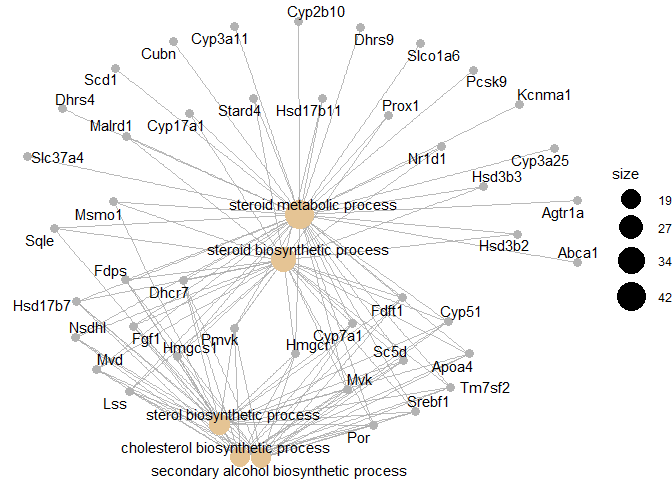 Cyp2b10
Cyp3a11
Dhrs9
Cubn
Slco1a6
Scd1
Pcsk9
Dhrs4
Stard4
Hsd17b11
Prox1
Kcnma1
Malrd1
Cyp17a1
Slc37a4
Nr1d1
Cyp3a25
Hsd3b3
size
19
27
34
42
steroid metabolic process
Msmo1
Agtr1a
Sqle
steroid biosynthetic process
Hsd3b2
Abca1
Fdps
Dhcr7
Hsd17b7
Fdft1
Cyp51
Nsdhl
Fgf1
Hmgcs1
Pmvk
Hmgcr
Cyp7a1
Sc5d
Mvd
Apoa4
Mvk
Tm7sf2
Lss
Srebf1
sterol biosynthetic process
Por
cholesterol biosynthetic process
secondary alcohol biosynthetic process